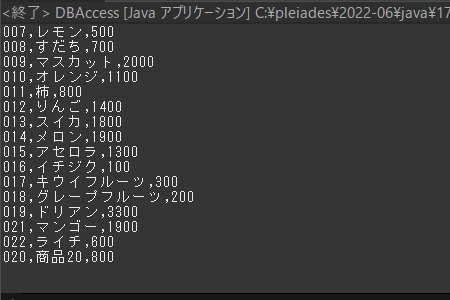 <終了> DBAccess [Java アプリケーション] C:¥pleiades¥2022-06¥java¥17
007,レモン,500
008,すだち,700
009,マスカット,2000
010,オレンジ,1100
011,柿,800
012,りんご,1400
013,スイカ,1800
014,メロン,1900
015,アセロラ,1300
016,イチジク,100
017,キウイフルーツ,300
018,グレープフルーツ,200
019,ドリアン,3300
021,マンゴー,1900
022,ライチ,600
020,商品20,800